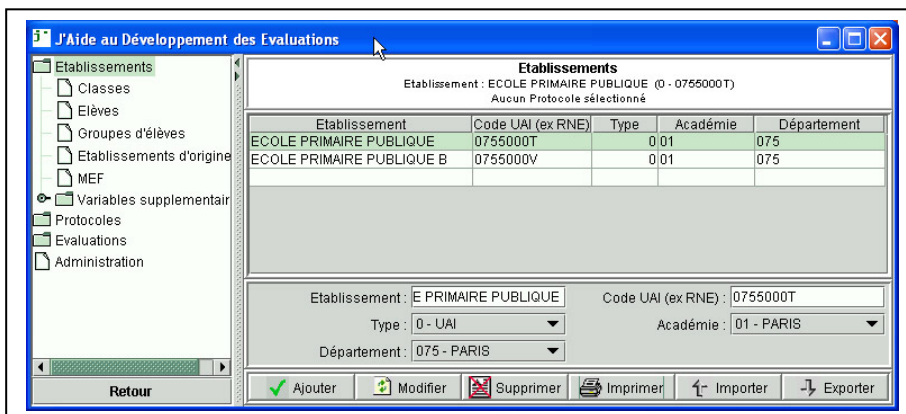 J'Aide au Développement des Evaluations
Etablissements
Classes
Elèves
Groupes d'élèves
Etablissements d'origine
MEF
Variables supplementair
Protocoles
Evaluations
Administration
Retour
Etablissements
Etablissement : ECOLE PRIMAIRE PUBLIQUE (0 - 0755000T)
Aucun Protocole sélectionné
Etablissement Code UAI (ex RNE) Type Académie Département
ECOLE PRIMAIRE PUBLIQUE 0755000T 0 01 075
ECOLE PRIMAIRE PUBLIQUE B 0755000V 0 01 075
Etablissement : E PRIMAIRE PUBLIQUE Code UAI (ex RNE) : 0755000T
Type : 0 - UAI Académie : 01 - PARIS
Département : 075 - PARIS
Ajouter Modifier Supprimer Imprimer Importer Exporter